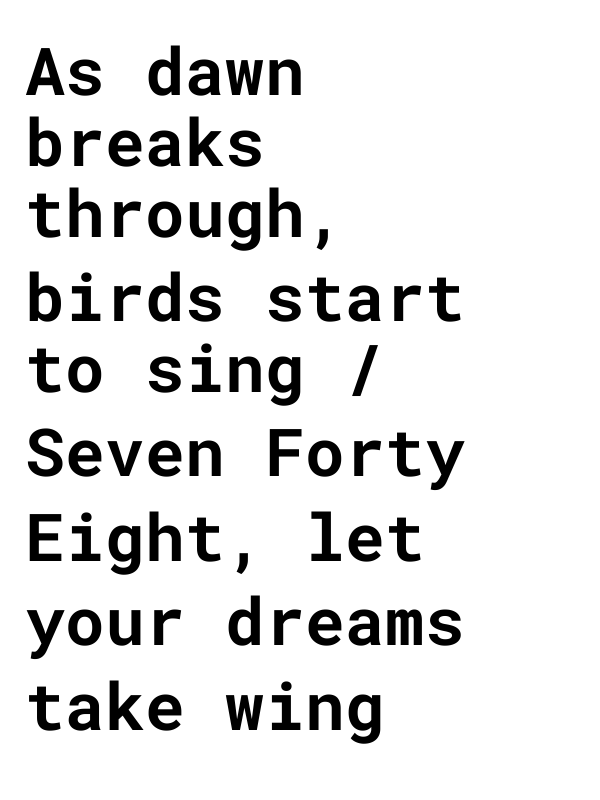 As dawn
breaks
through,
birds start
to sing /
Seven Forty
Eight, let
your dreams
take wing